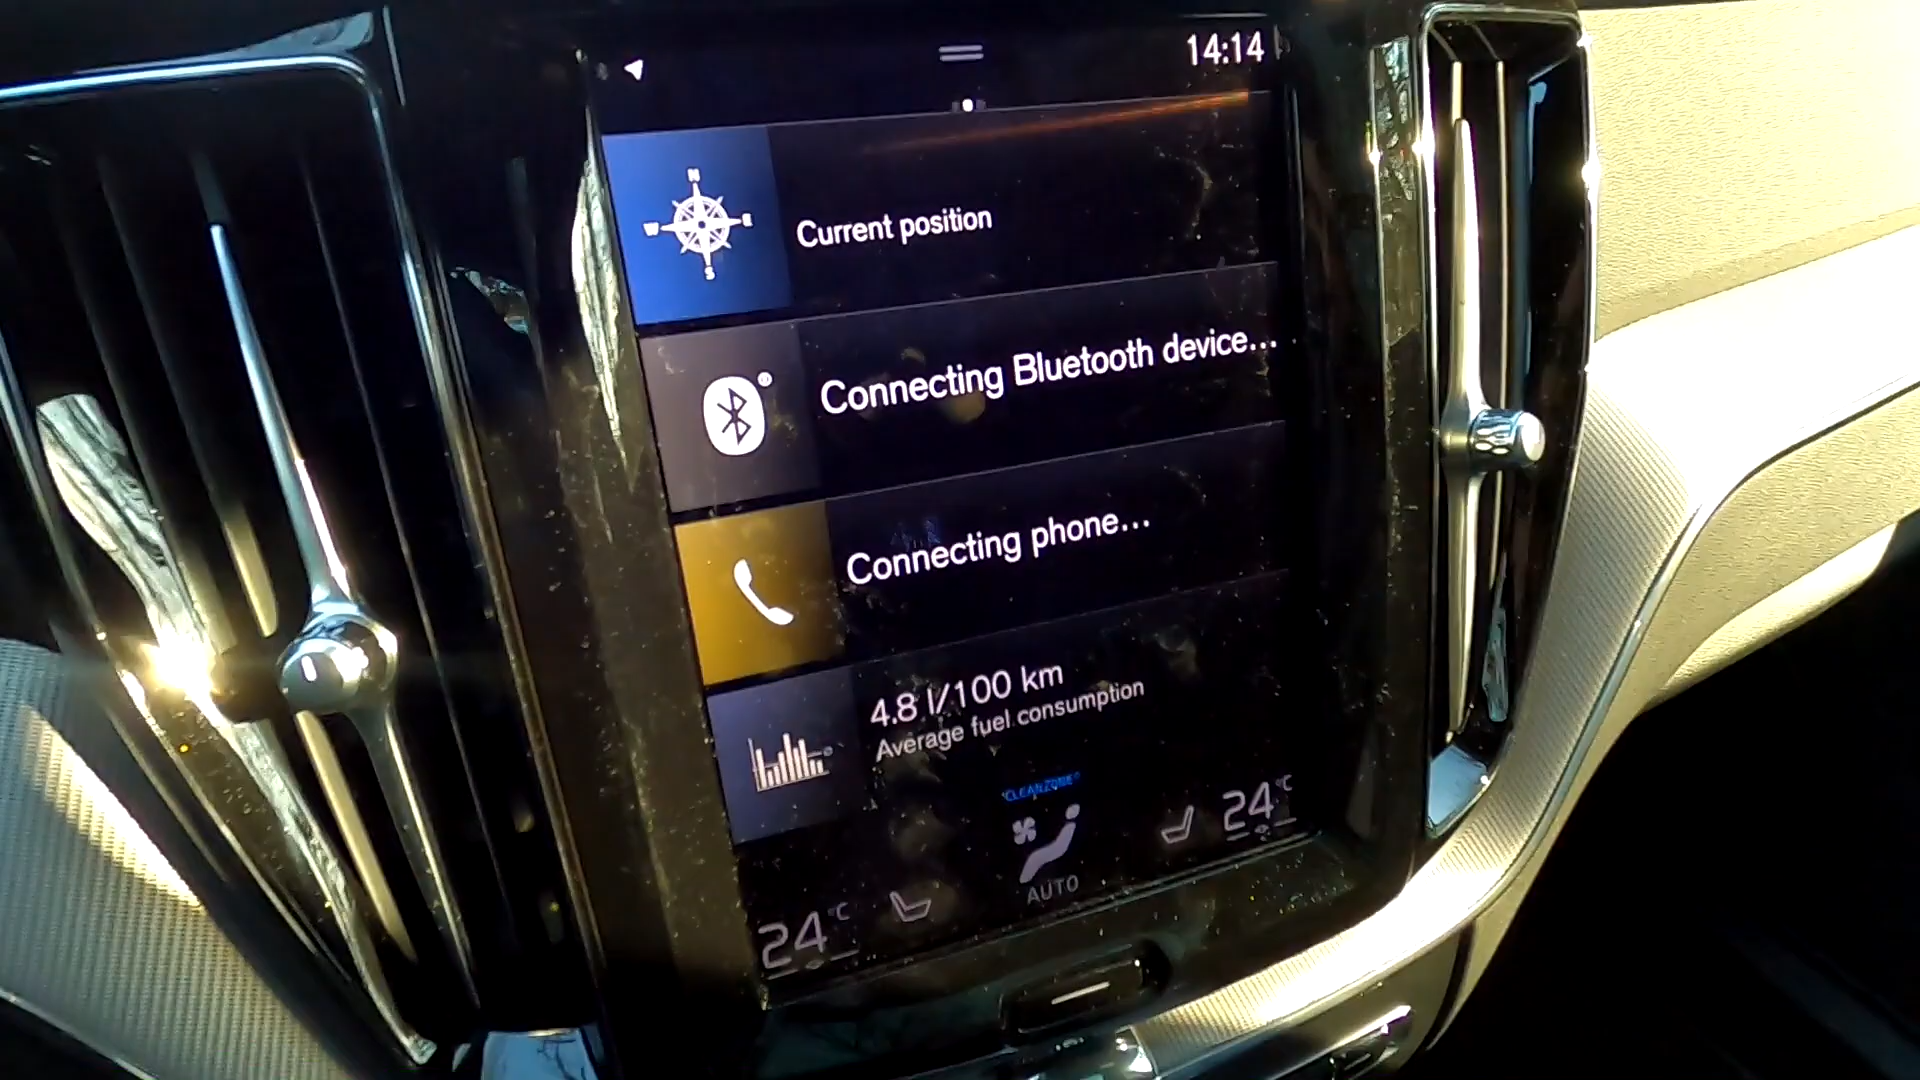 14:14
N
W E
S
Current position
Connecting Bluetooth device...
Connecting phone...
4.8 l/100 km
Average fuel consumption
CLEANZONE
24°C
AUTO
24°C